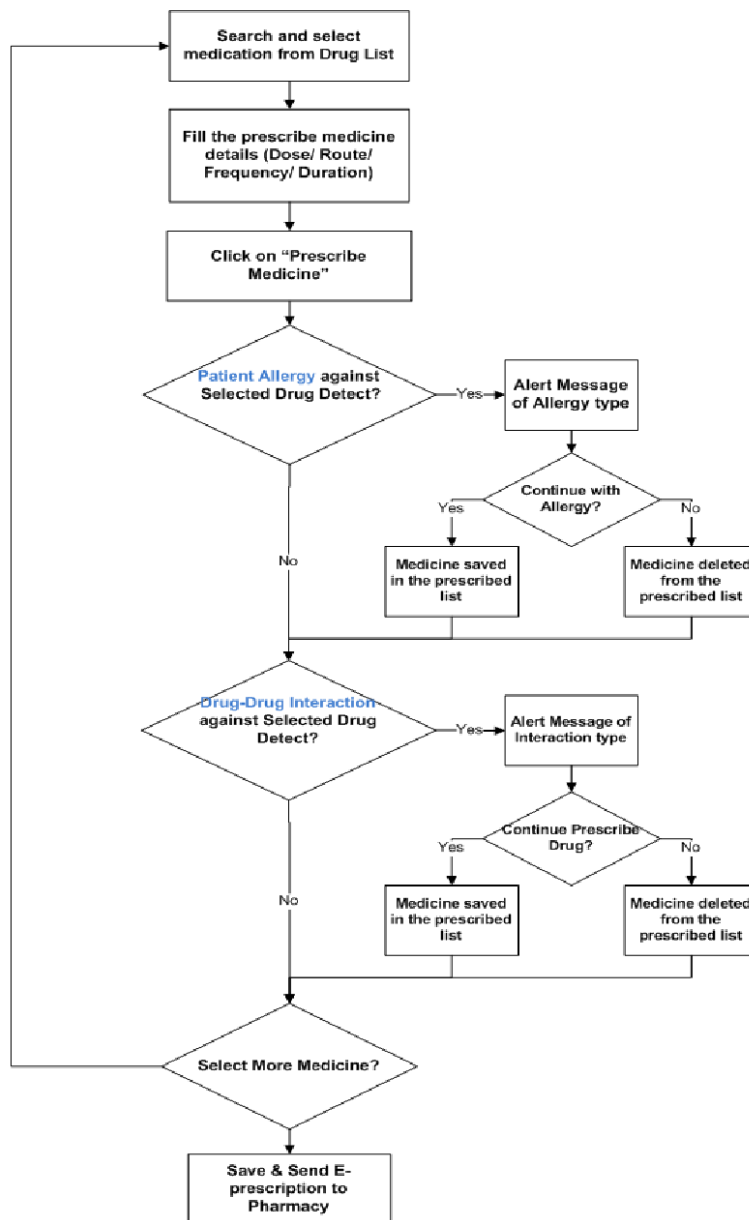 Search and select
medication from Drug List
Fill the prescribe medicine
details (Dose/ Route/
Frequency/ Duration)
Click on “Prescribe
Medicine”
Patient Allergy against
Selected Drug Detect?
Yes
Alert Message
of Allergy type
Continue with
Allergy?
Yes
No
No
Medicine saved
in the prescribed
list
Medicine deleted
from the
prescribed list
Drug-Drug Interaction
against Selected Drug
Detect?
Yes
Alert Message of
Interaction type
Continue Prescribe
Drug?
Yes
No
No
Medicine saved
in the prescribed
list
Medicine deleted
from the
prescribed list
Select More Medicine?
Save & Send E-
prescription to
Pharmacy